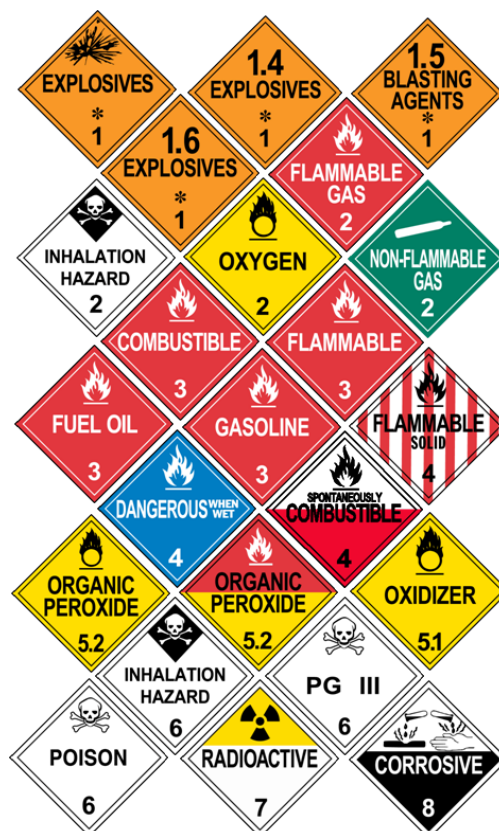 EXPLOSIVES
*
1
1.4
EXPLOSIVES
*
1
1.5
BLASTING
AGENTS
*
1
1.6
EXPLOSIVES
*
1
FLAMMABLE
GAS
2
INHALATION
HAZARD
2
OXYGEN
2
NON-FLAMMABLE
GAS
2
COMBUSTIBLE
3
FLAMMABLE
3
FUEL OIL
3
GASOLINE
3
FLAMMABLE
SOLID
4
DANGEROUS WHEN
WET
4
SPONTANEOUSLY
COMBUSTIBLE
4
ORGANIC
PEROXIDE
5.2
ORGANIC
PEROXIDE
5.2
OXIDIZER
5.1
INHALATION
HAZARD
6
PG III
6
POISON
6
RADIOACTIVE
7
CORROSIVE
8